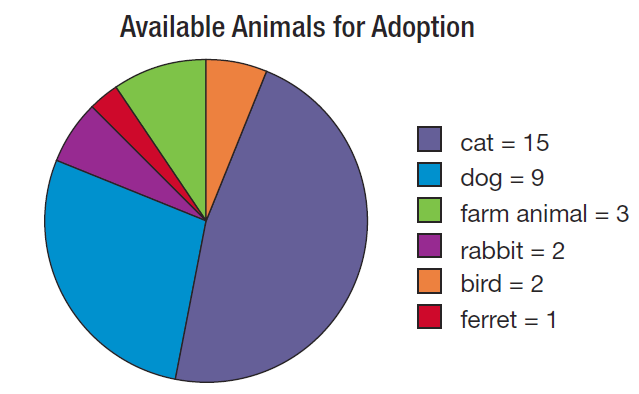 Available Animals for Adoption
cat = 15
dog = 9
farm animal = 3
rabbit = 2
bird = 2
ferret = 1